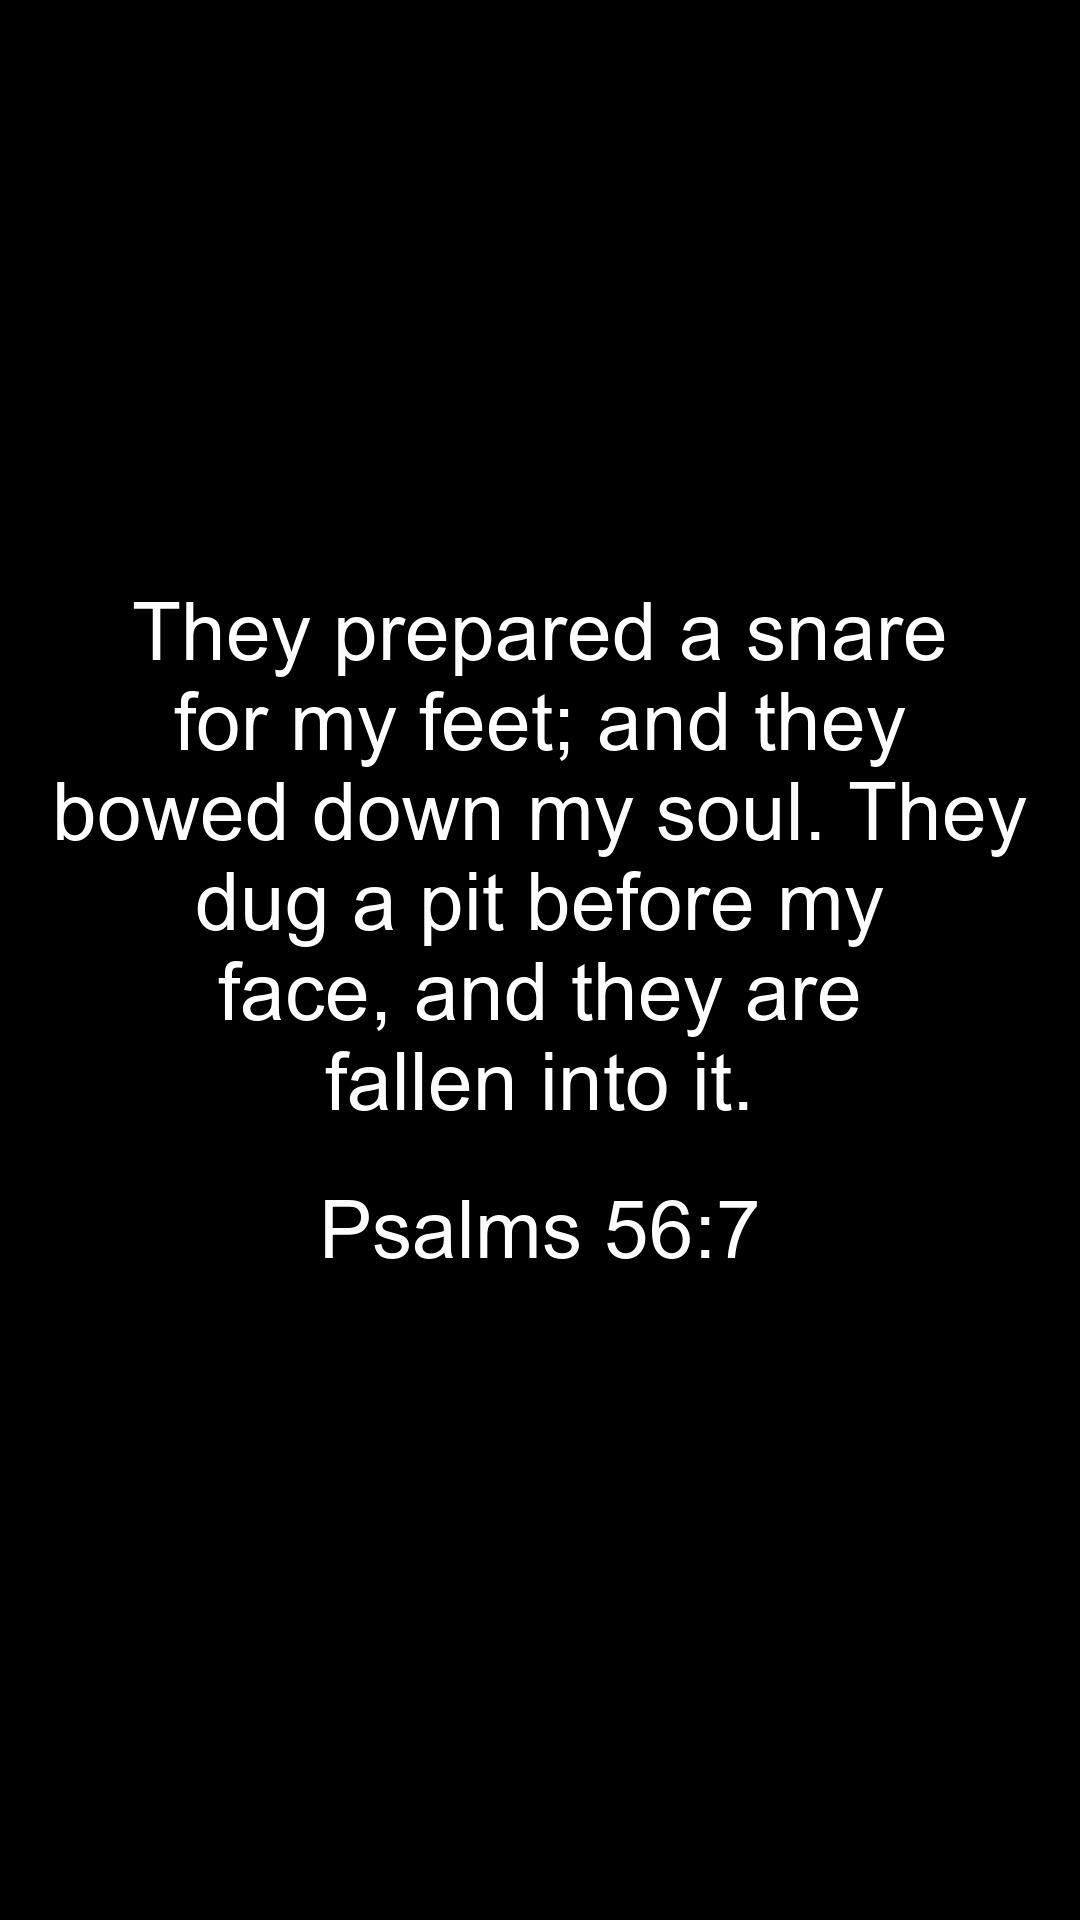 They prepared a snare
for my feet; and they
bowed down my soul. They
dug a pit before my
face, and they are
fallen into it.
Psalms 56:7